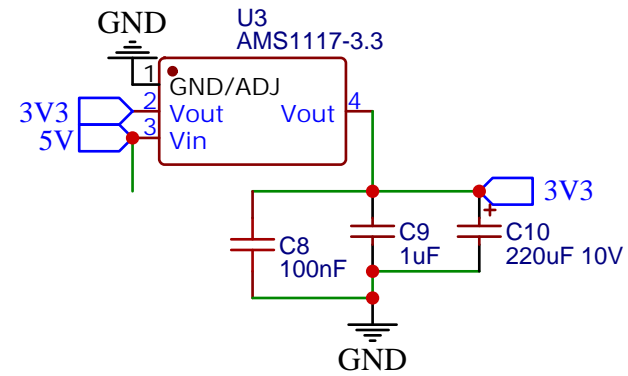 GND
U3
AMS1117-3.3
1
GND/ADJ
3V3
2
Vout
Vout
4
5V
3
Vin
3V3
+
C8
100nF
C9
1uF
C10
220uF 10V
GND